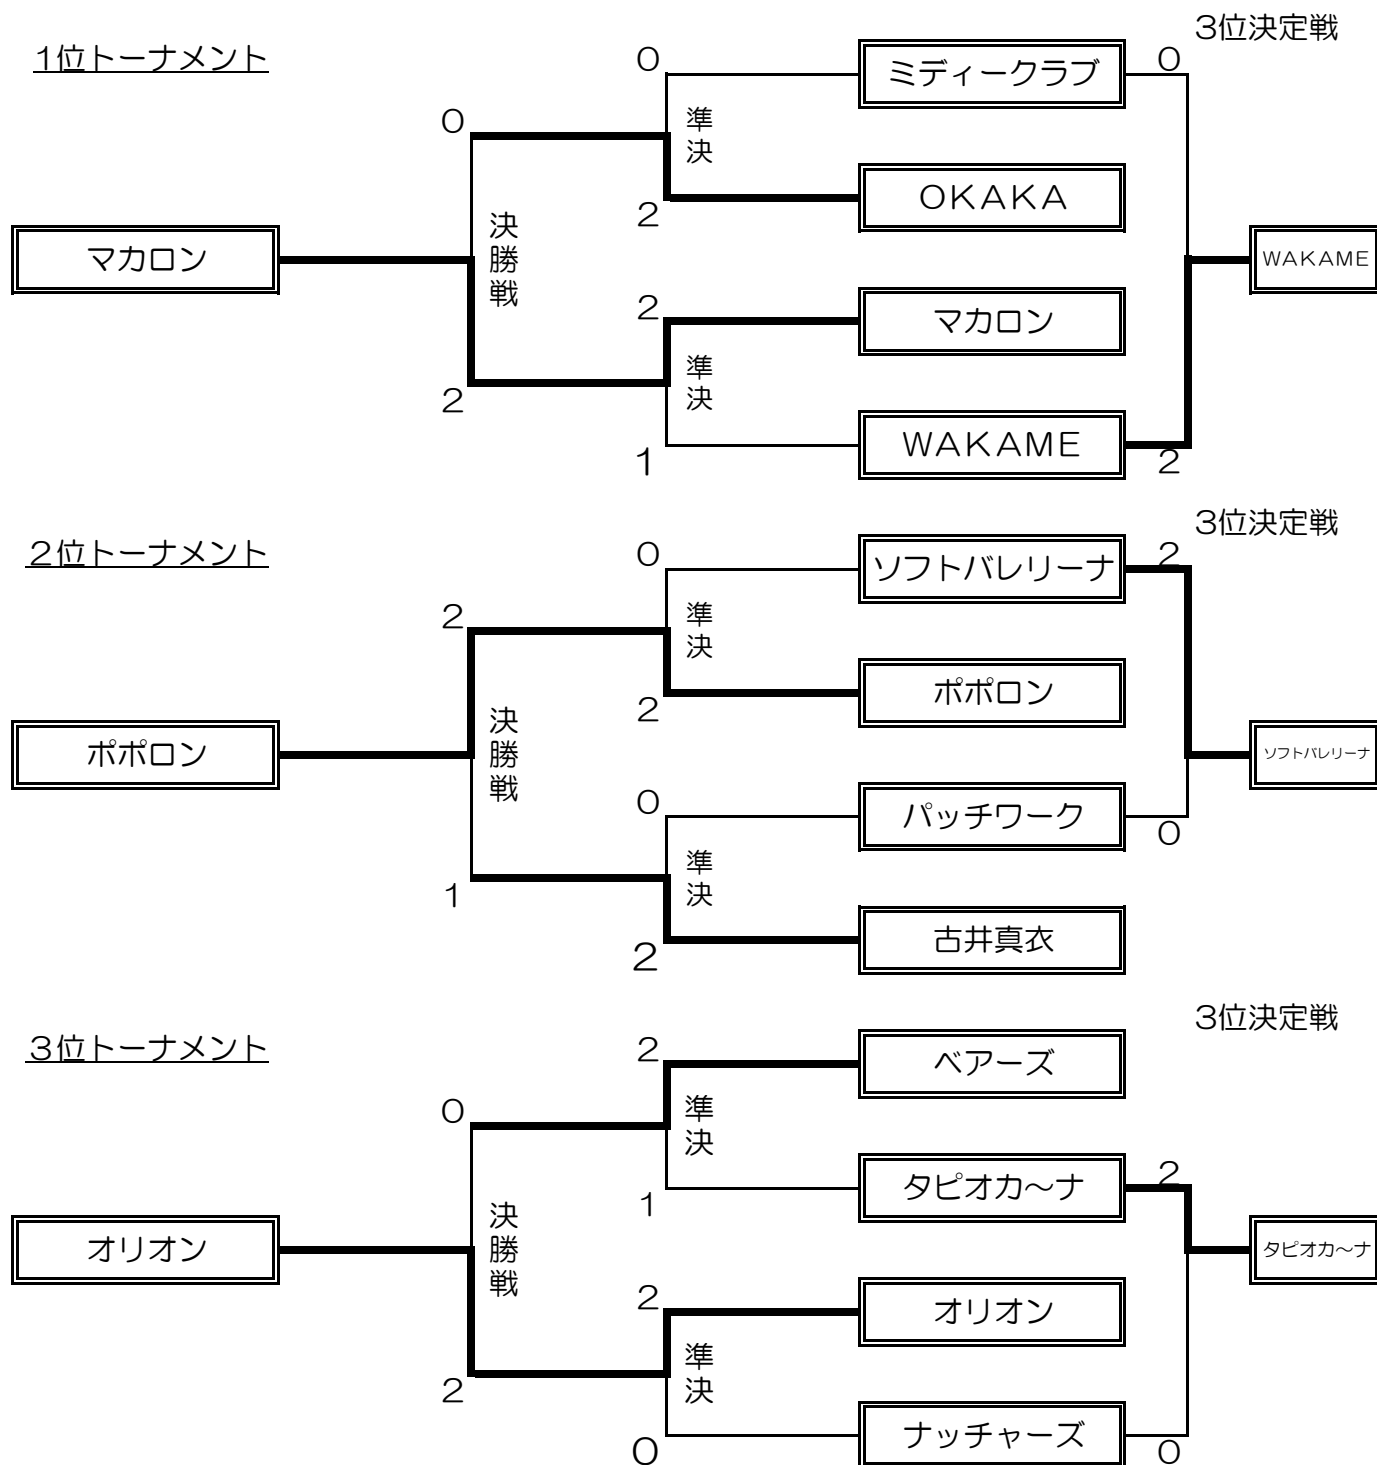 3位決定戦
1位トーナメント
0
ミディークラブ
0
0
準決
OKAKA
2
決勝戦
マカロン
WAKAME
2
マカロン
準決
2
WAKAME
1
2
3位決定戦
2位トーナメント
0
ソフトバレリーナ
2
2
準決
ポポロン
2
決勝戦
ポポロン
ソフトバレリーナ
0
パッチワーク
0
準決
1
古井真衣
2
3位決定戦
3位トーナメント
2
ベアーズ
0
準決
タピオカ～ナ
2
1
決勝戦
オリオン
タピオカ～ナ
2
オリオン
準決
2
ナッチャーズ
0
0